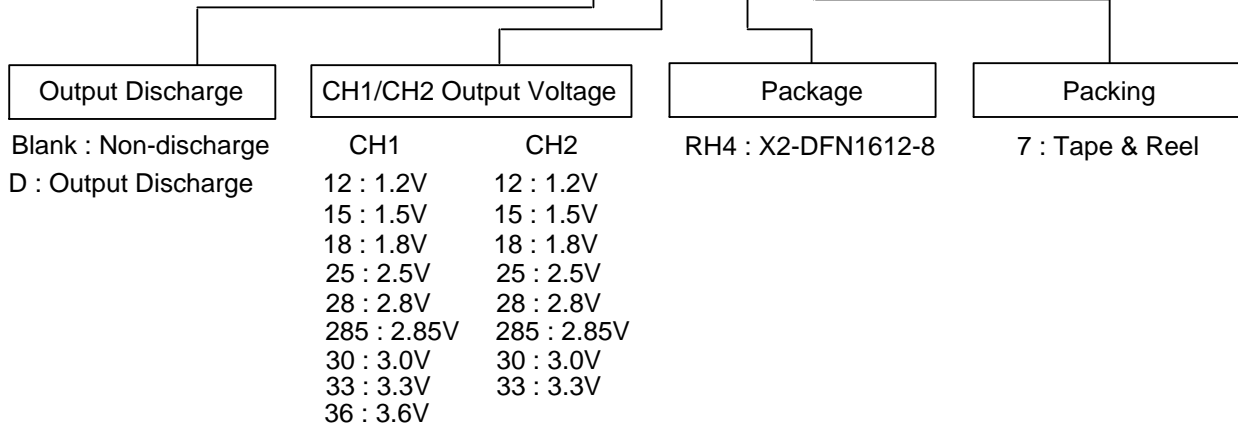 Output Discharge
CH1/CH2 Output Voltage
Package
Packing
Blank : Non-discharge
D : Output Discharge
CH1 CH2
12 : 1.2V 12 : 1.2V
15 : 1.5V 15 : 1.5V
18 : 1.8V 18 : 1.8V
25 : 2.5V 25 : 2.5V
28 : 2.8V 28 : 2.8V
285 : 2.85V 285 : 2.85V
30 : 3.0V 30 : 3.0V
33 : 3.3V 33 : 3.3V
36 : 3.6V
RH4 : X2-DFN1612-8
7 : Tape & Reel